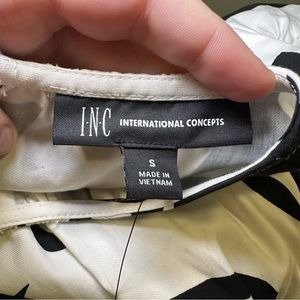 I·N·C INTERNATIONAL CONCEPTS
S
MADE IN
VIETNAM